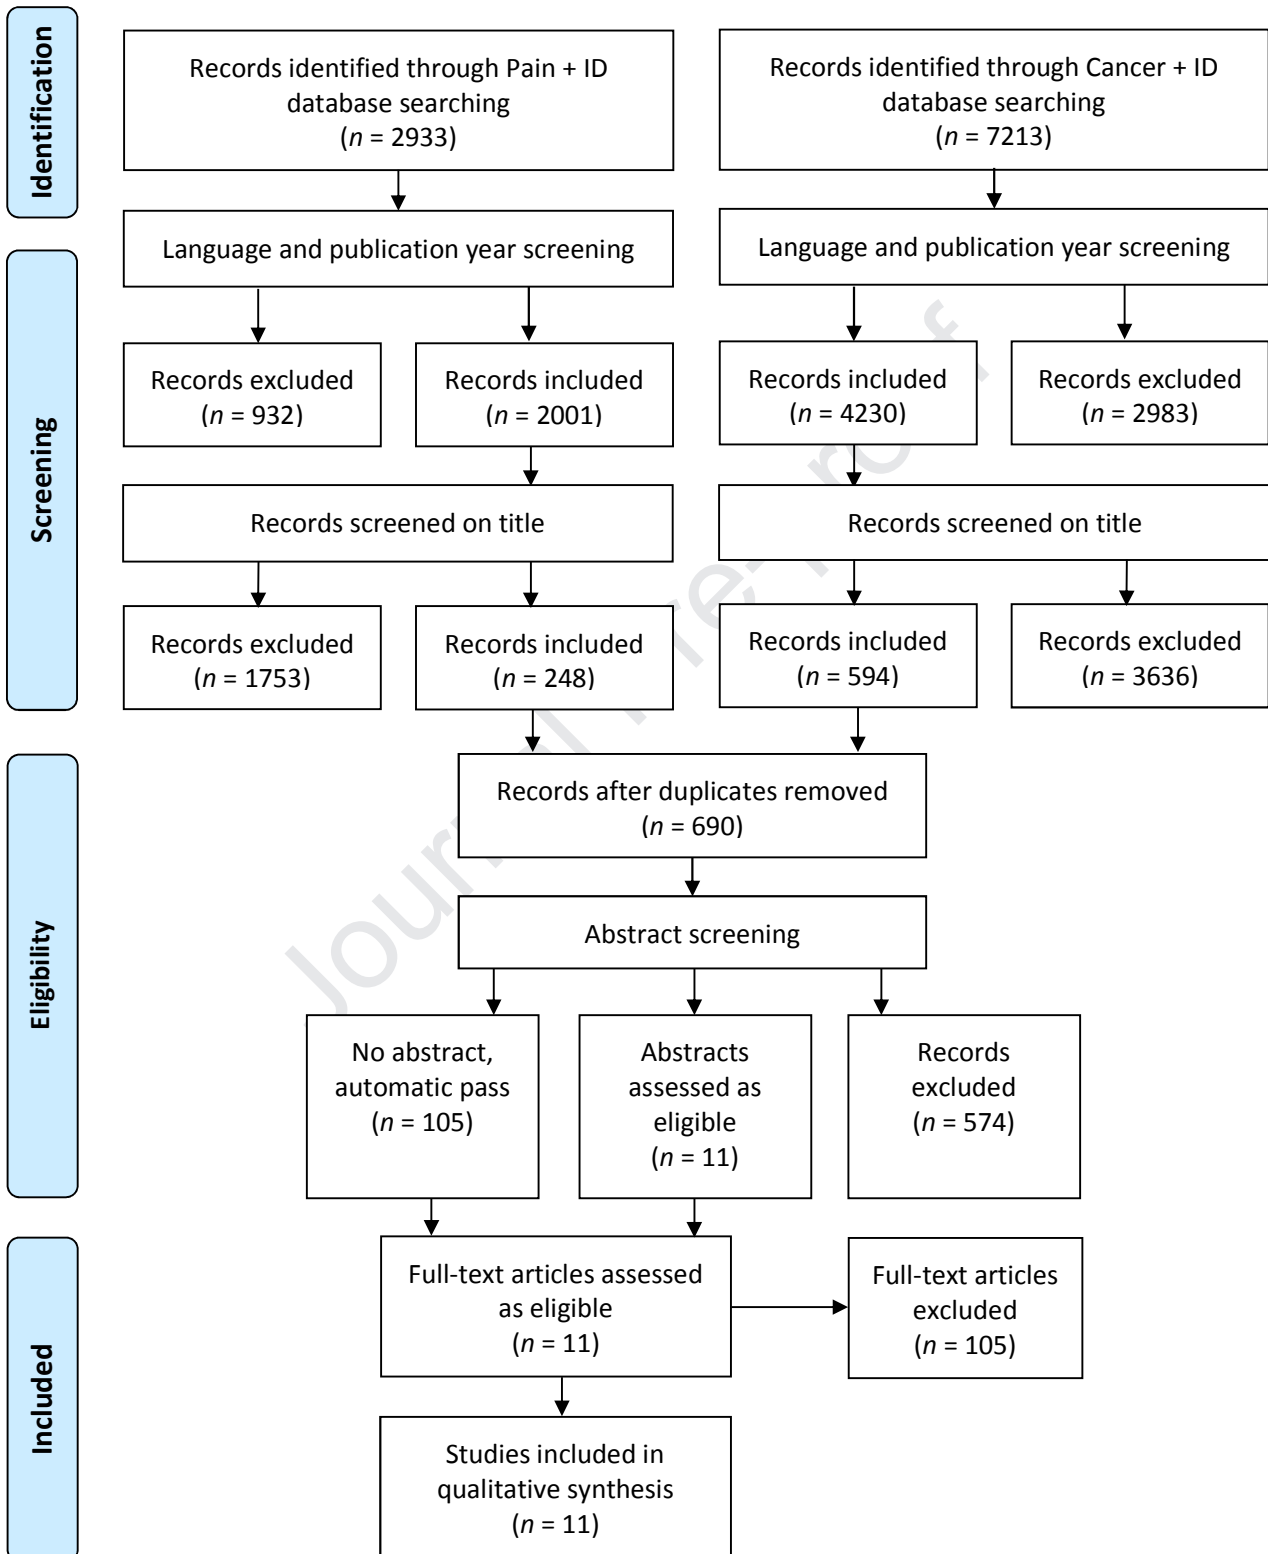 Identification
Records identified through Pain + ID
database searching
(n = 2933)
Records identified through Cancer + ID
database searching
(n = 7213)
Language and publication year screening
Language and publication year screening
Screening
Records excluded
(n = 932)
Records included
(n = 2001)
Records included
(n = 4230)
Records excluded
(n = 2983)
Records screened on title
Records screened on title
Records excluded
(n = 1753)
Records included
(n = 248)
Records included
(n = 594)
Records excluded
(n = 3636)
Eligibility
Records after duplicates removed
(n = 690)
Abstract screening
No abstract,
automatic pass
(n = 105)
Abstracts
assessed as
eligible
(n = 11)
Records
excluded
(n = 574)
Included
Full-text articles assessed
as eligible
(n = 11)
Full-text articles
excluded
(n = 105)
Studies included in
qualitative synthesis
(n = 11)
Journal Pre-proof